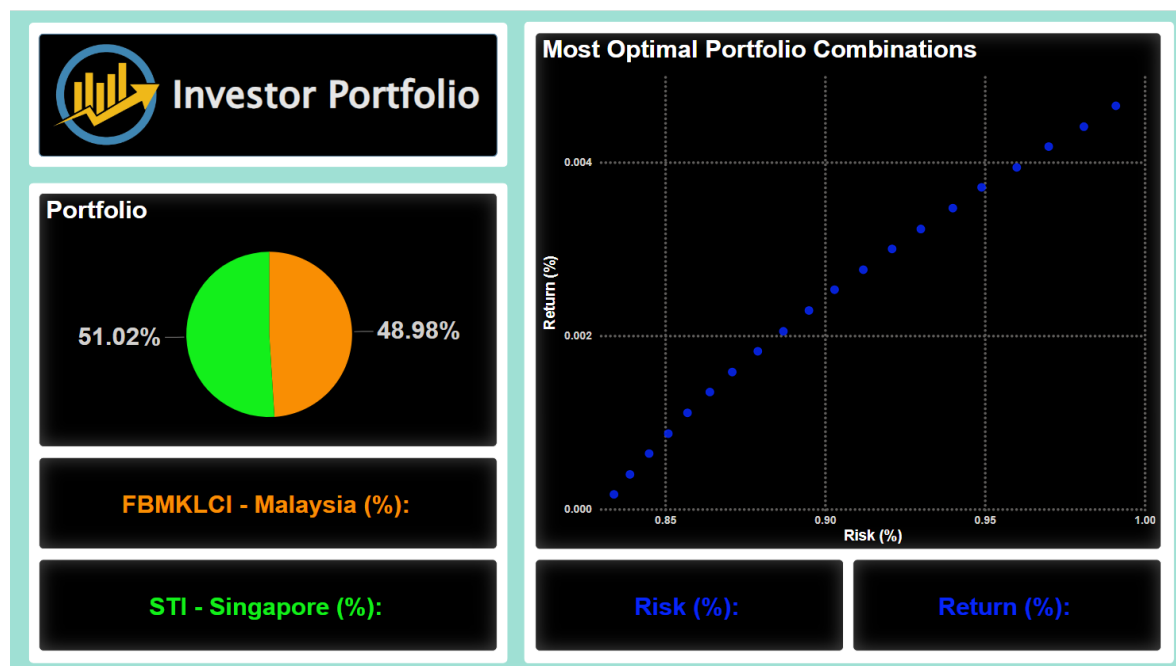 Investor Portfolio
Portfolio
51.02%
48.98%
FBMKLCI - Malaysia (%):
STI - Singapore (%):
Most Optimal Portfolio Combinations
Return (%)
0.004
0.002
0.000
0.85
0.90
0.95
1.00
Risk (%)
Risk (%):
Return (%):